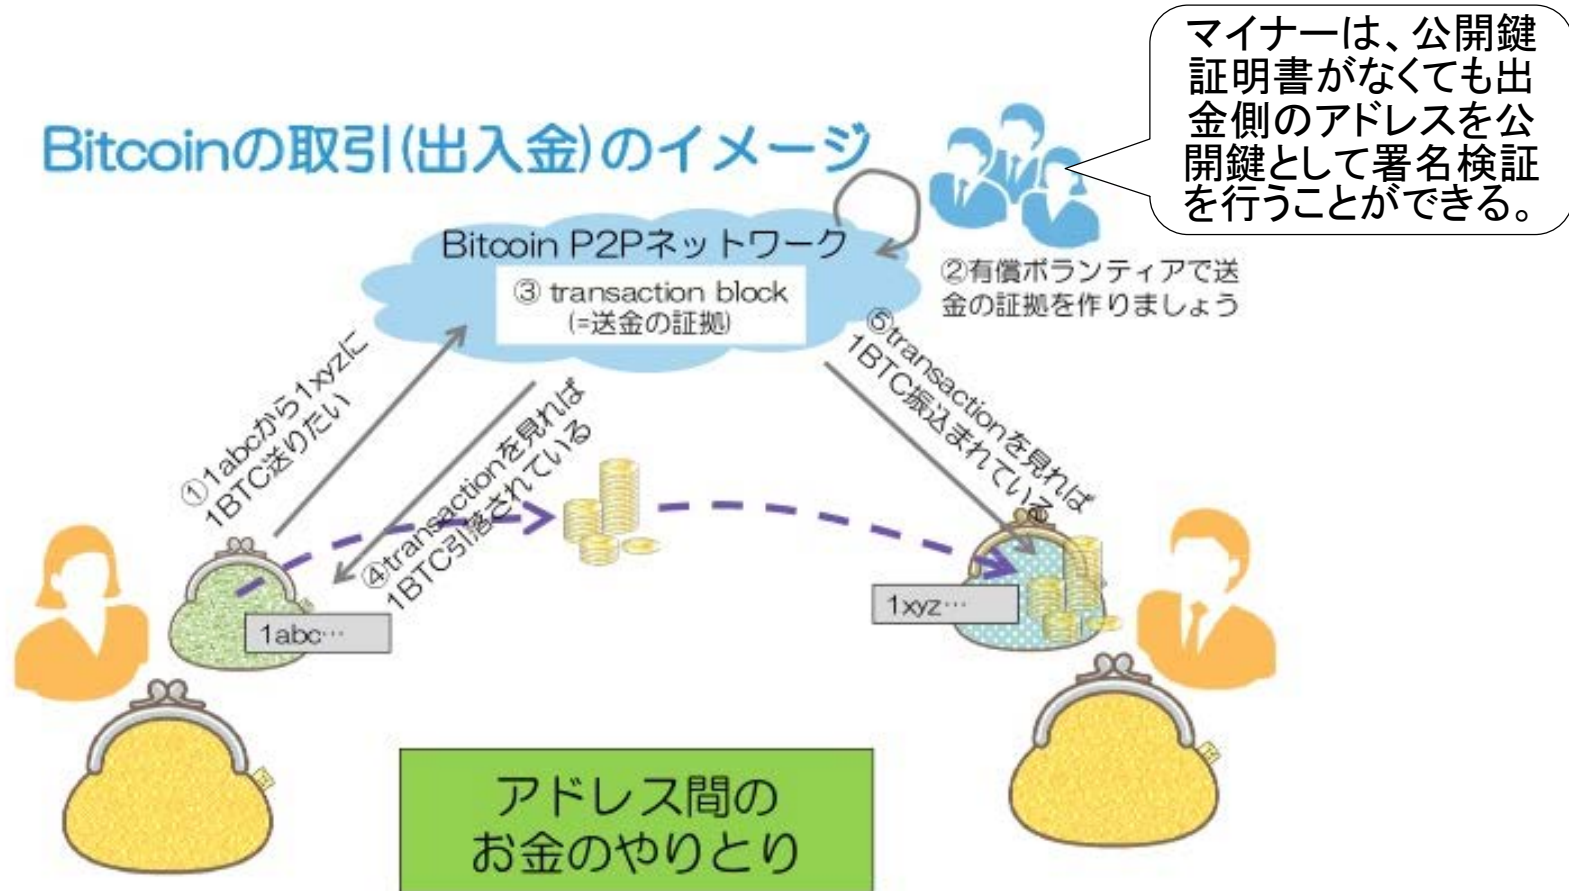 マイナーは、公開鍵
証明書がなくても出
金側のアドレスを公
開鍵として署名検証
を行うことができる。
Bitcoinの取引(出入金)のイメージ
Bitcoin P2Pネットワーク
③ transaction block
(=送金の証拠)
②有償ボランティアで送
金の証拠を作りましょう
①1abcから1xyzに
1BTC送りたい
④transactionを見れば
1BTC引落されている
⑤transactionを見れば
1BTC振込まれている
1abc…
1xyz…
アドレス間の
お金のやりとり